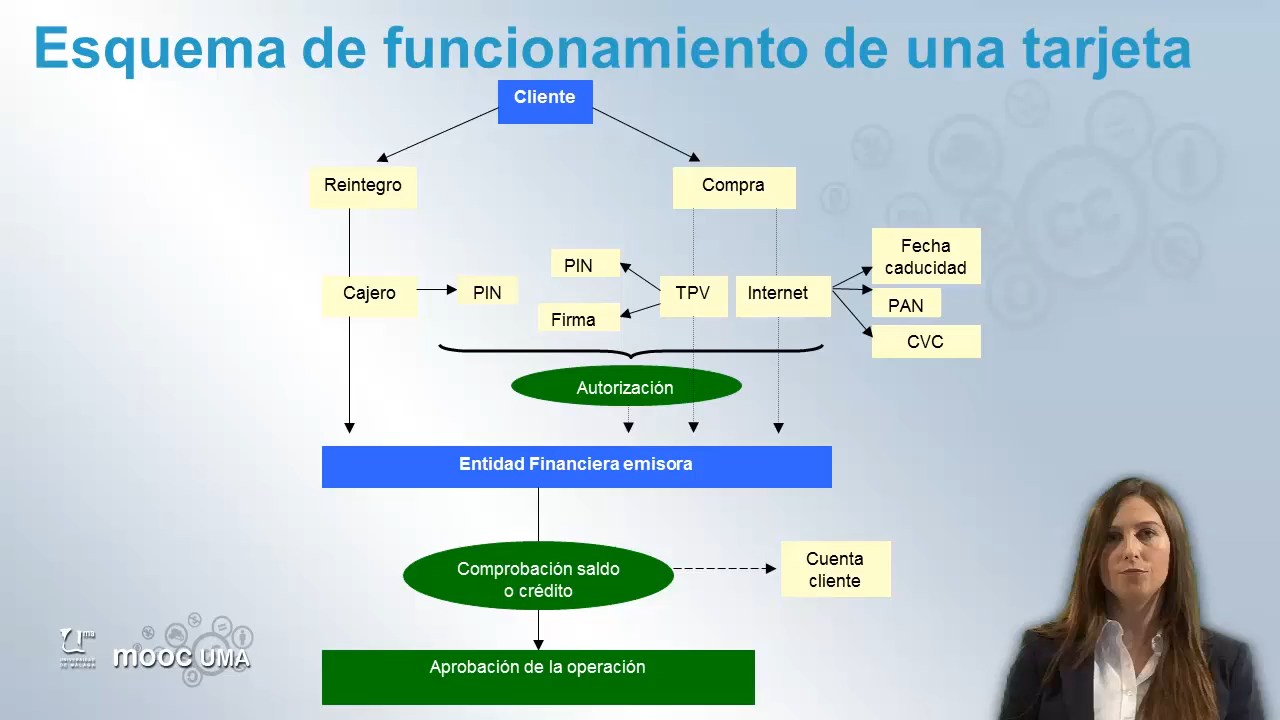 Esquema de funcionamiento de una tarjeta
Cliente
Reintegro
Compra
Fecha
caducidad
PIN
Cajero
PIN
TPV
Internet
PAN
Firma
CVC
Autorización
Entidad Financiera emisora
Comprobación saldo
o crédito
Cuenta
cliente
Aprobación de la operación
uma
mooc UMA